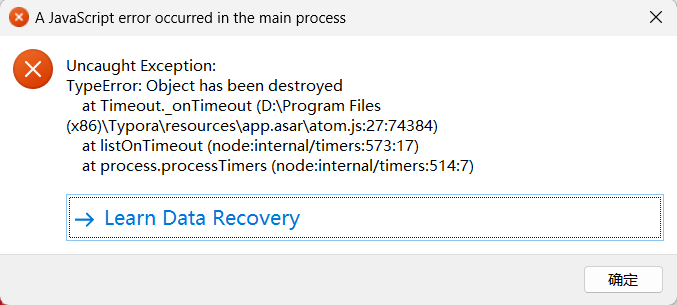 A JavaScript error occurred in the main process
Uncaught Exception:
TypeError: Object has been destroyed
at Timeout._onTimeout (D:\Program Files
(x86)\Typora\resources\app.asar\atom.js:27:74384)
at listOnTimeout (node:internal/timers:573:17)
at process.processTimers (node:internal/timers:514:7)
Learn Data Recovery
确定